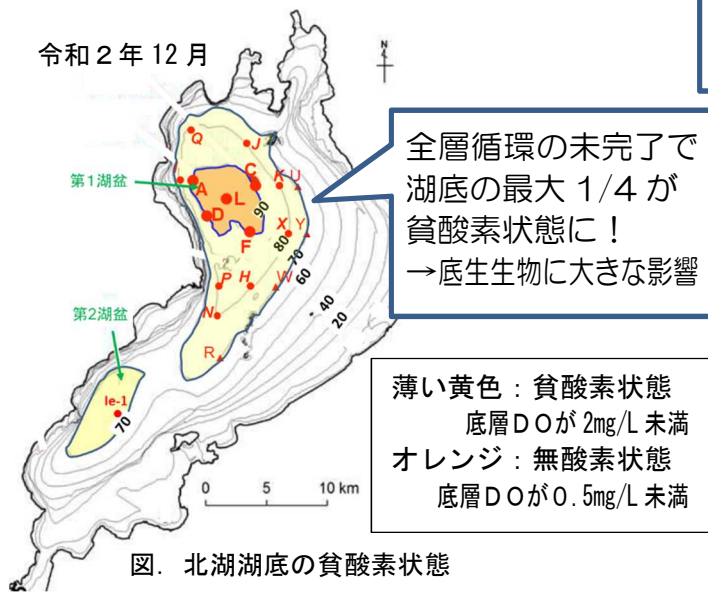 令和２年 12 月
N
Q
J
第1湖盆
A
C
K
U
L
D
90
F
X
Y
80
70
60
P
H
W
N
40
20
R
第2湖盆
Ie-1
70
0 5 10 km
全層循環の未完了で
湖底の最大 1/4 が
貧酸素状態に！
→底生生物に大きな影響
薄い黄色：貧酸素状態
底層ＤＯが 2mg/L 未満
オレンジ：無酸素状態
底層ＤＯが０.5mg/L 未満
図． 北湖湖底の貧酸素状態